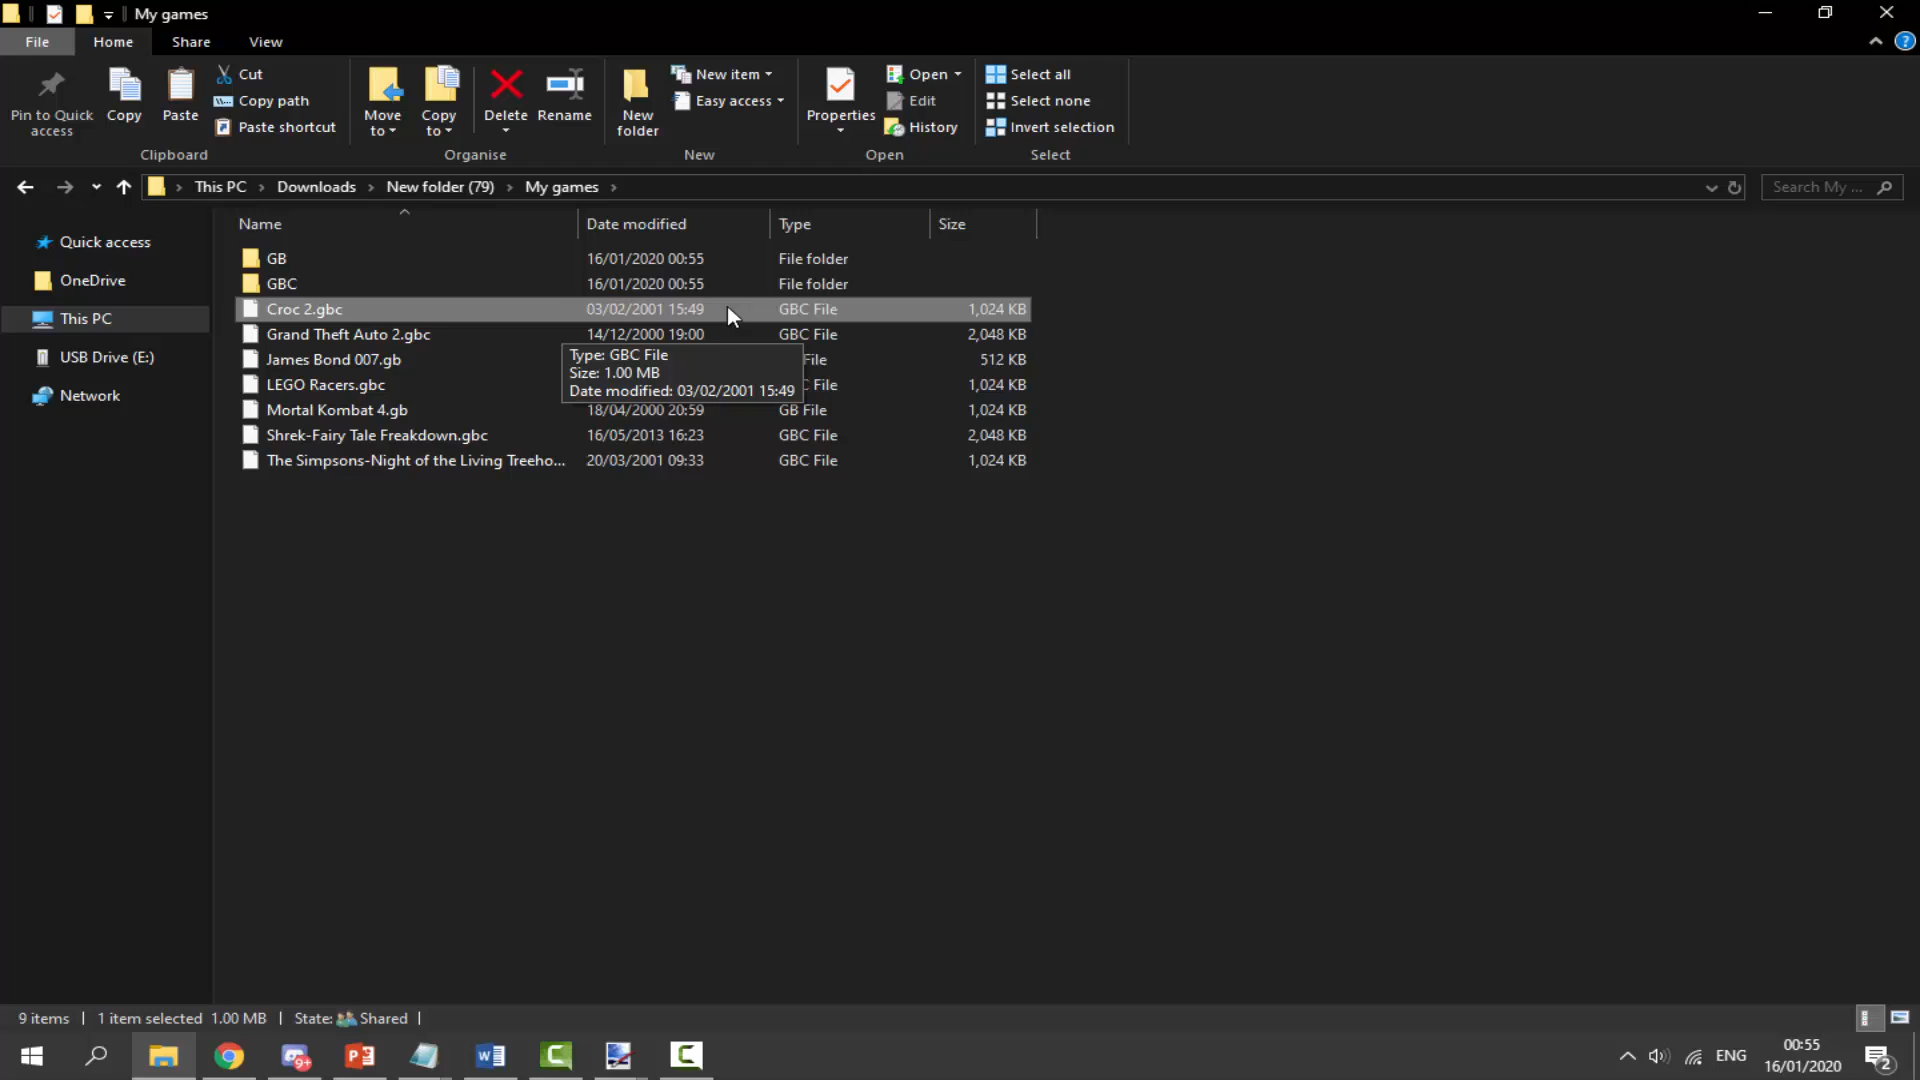 My games
File Home Share View
Pin to Quick access
Copy
Paste
Cut
Copy path
Paste shortcut
Clipboard
Move to
Copy to
Delete
Rename
Organise
New folder
New item
Easy access
New
Properties
Open
Edit
History
Open
Select all
Select none
Invert selection
Select
This PC > Downloads > New folder (79) > My games >
Search My ...
Quick access
OneDrive
This PC
USB Drive (E:)
Network
Name Date modified Type Size
GB 16/01/2020 00:55 File folder
GBC 16/01/2020 00:55 File folder
Croc 2.gbc 03/02/2001 15:49 GBC File 1,024 KB
Grand Theft Auto 2.gbc 14/12/2000 19:00 GBC File 2,048 KB
James Bond 007.gb File 512 KB
LEGO Racers.gbc File 1,024 KB
Mortal Kombat 4.gb 18/04/2000 20:59 GB File 1,024 KB
Shrek-Fairy Tale Freakdown.gbc 16/05/2013 16:23 GBC File 2,048 KB
The Simpsons-Night of the Living Treeho... 20/03/2001 09:33 GBC File 1,024 KB
Type: GBC File
Size: 1.00 MB
Date modified: 03/02/2001 15:49
9 items | 1 item selected 1.00 MB | State: Shared |
9+
ENG
00:55
16/01/2020
2